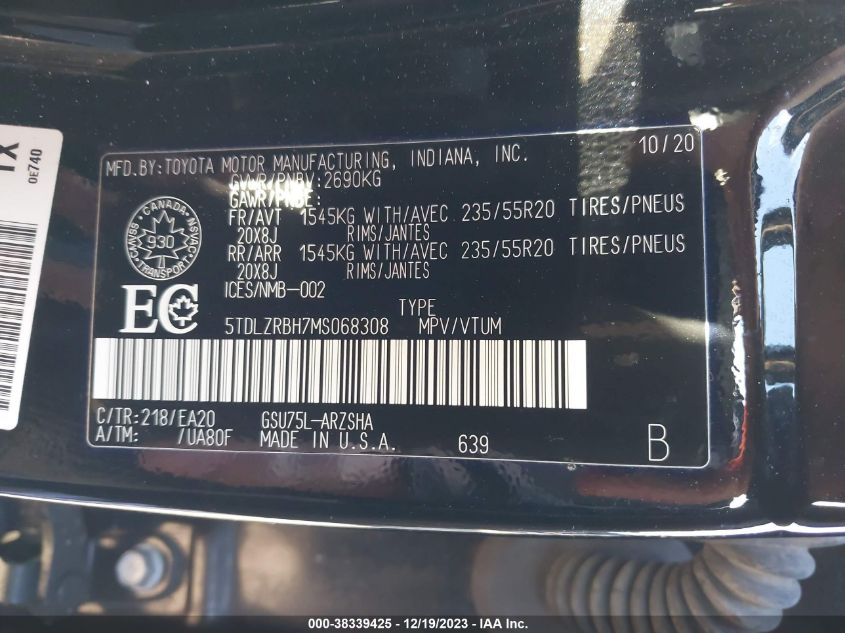 1X
0E740
MFD.BY:TOYOTA MOTOR MANUFACTURING, INDIANA, INC. 10/20
GVWR/PNBV:2690KG
GAWR/PNBE:
FR/AVT 1545KG WITH/AVEC 235/55R20 TIRES/PNEUS
20X8J RIMS/JANTES
RR/ARR 1545KG WITH/AVEC 235/55R20 TIRES/PNEUS
20X8J RIMS/JANTES
ICES/NMB-002
CANADA
CMVSS NSVAC
930
TRANSPORT
EC
TYPE
5TDLZRBH7MS068308 MPV/VTUM
C/TR:218/EA20 GSU75L-ARZSHA
A/TM: /UA80F MADE IN U.S.A. 639 B
000-38339425 - 12/19/2023 - IAA Inc.